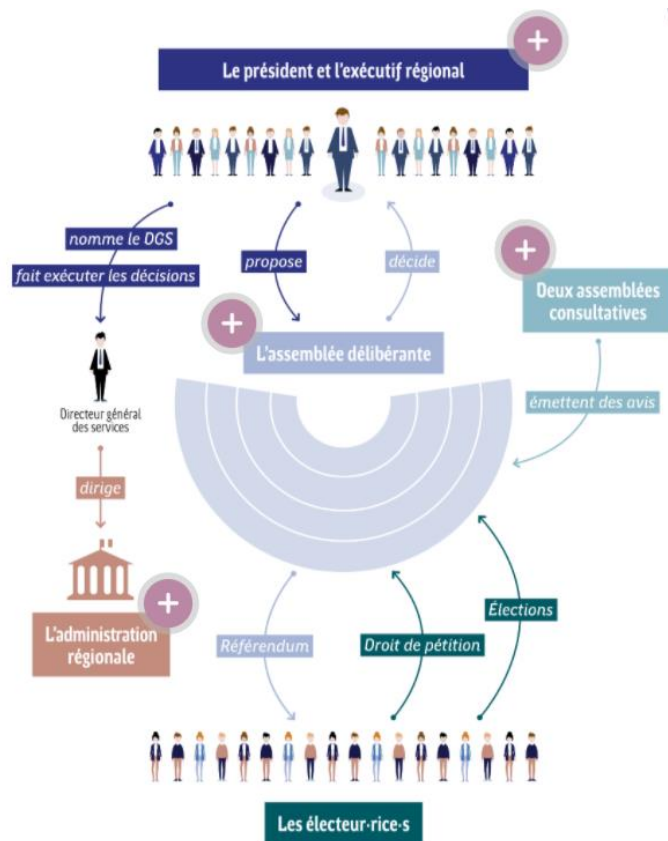 Le président et l'exécutif régional
nomme le DGS
fait exécuter les décisions
propose
décide
Deux assemblées
consultatives
L'assemblée délibérante
émettent des avis
Directeur général
des services
dirige
L'administration
régionale
Référendum
Droit de pétition
Élections
Les électeur·rice·s